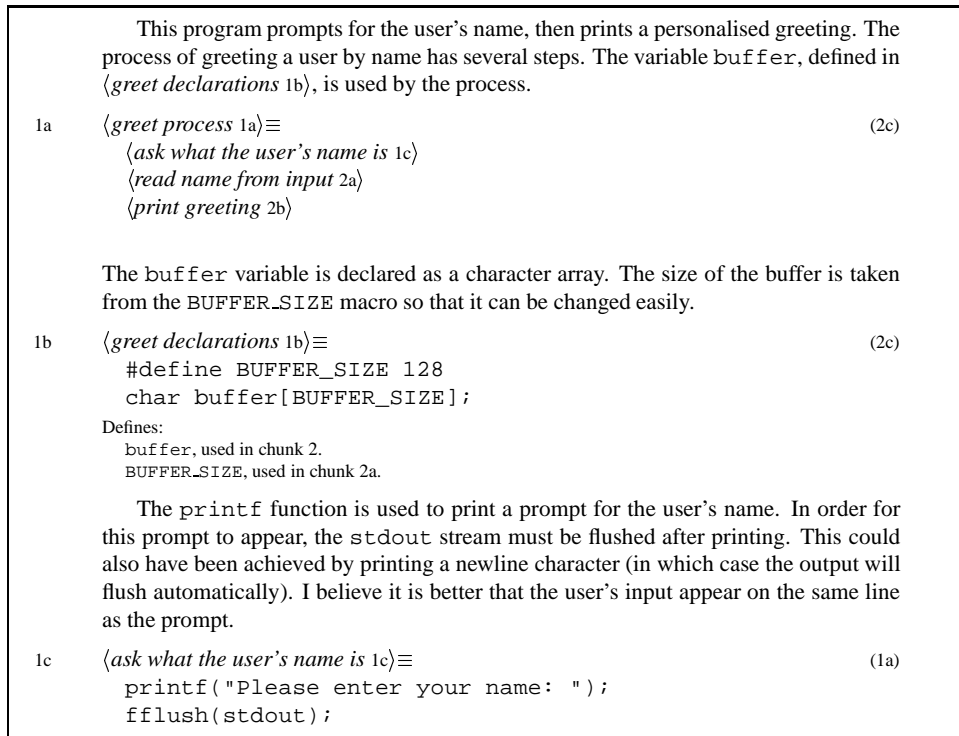 This program prompts for the user's name, then prints a personalised greeting. The
process of greeting a user by name has several steps. The variable buffer, defined in
⟨greet declarations 1b⟩, is used by the process.
1a ⟨greet process 1a⟩≡ (2c)
⟨ask what the user's name is 1c⟩
⟨read name from input 2a⟩
⟨print greeting 2b⟩
The buffer variable is declared as a character array. The size of the buffer is taken
from the BUFFER_SIZE macro so that it can be changed easily.
1b ⟨greet declarations 1b⟩≡ (2c)
#define BUFFER_SIZE 128
char buffer[BUFFER_SIZE];
Defines:
buffer, used in chunk 2.
BUFFER_SIZE, used in chunk 2a.
The printf function is used to print a prompt for the user's name. In order for
this prompt to appear, the stdout stream must be flushed after printing. This could
also have been achieved by printing a newline character (in which case the output will
flush automatically). I believe it is better that the user's input appear on the same line
as the prompt.
1c ⟨ask what the user's name is 1c⟩≡ (1a)
printf("Please enter your name: ");
fflush(stdout);